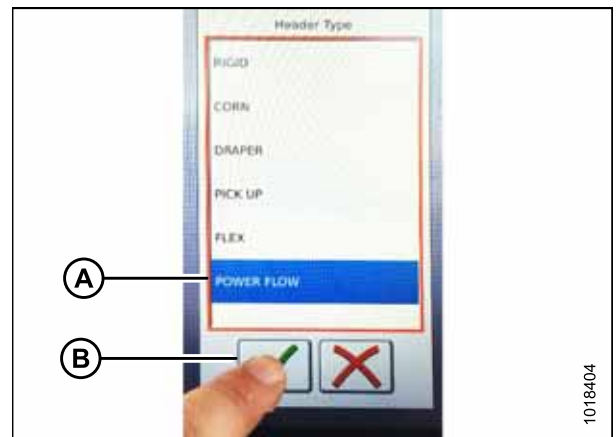 Header Type
RIGID
CORN
DRAPER
PICK UP
FLEX
A
POWER FLOW
B
1018404